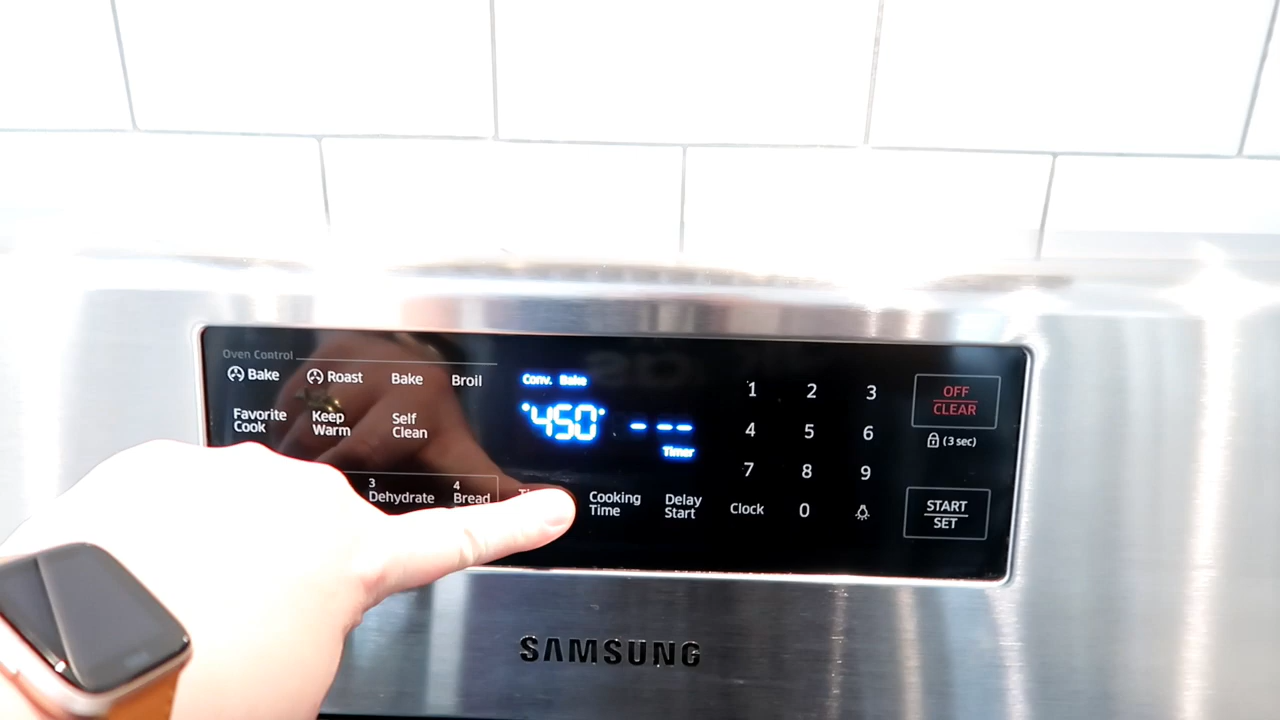 Oven Control
Bake Roast Bake Broil
Favorite Cook Keep Warm Self Clean
3 Dehydrate 4 Bread
Conv. Bake
°450° - - -
Timer
Cooking Time Delay Start
1 2 3
4 5 6
7 8 9
Clock 0
OFF
CLEAR
(3 sec)
START
SET
SAMSUNG